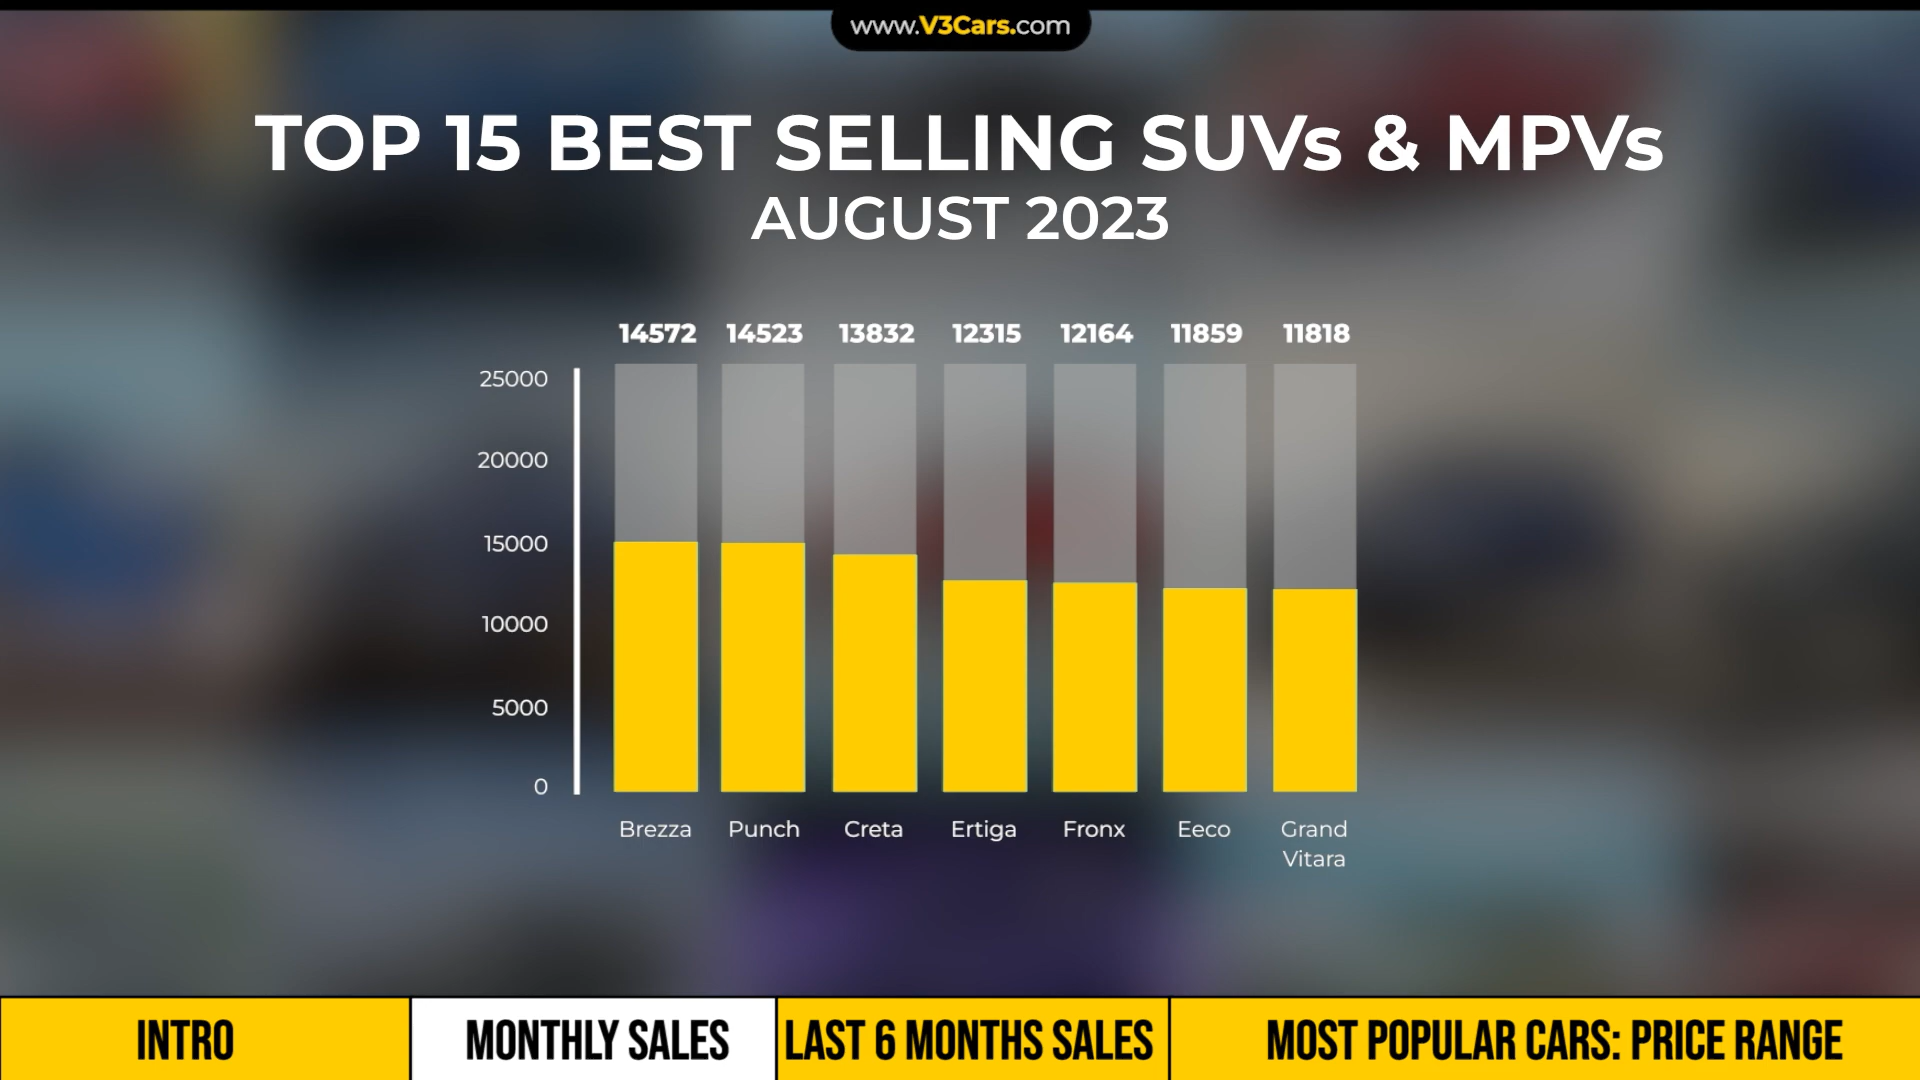 www.V3Cars.com
TOP 15 BEST SELLING SUVs & MPVs
AUGUST 2023
14572 14523 13832 12315 12164 11859 11818
25000
20000
15000
10000
5000
0
Brezza Punch Creta Ertiga Fronx Eeco Grand
Vitara
INTRO MONTHLY SALES LAST 6 MONTHS SALES MOST POPULAR CARS: PRICE RANGE